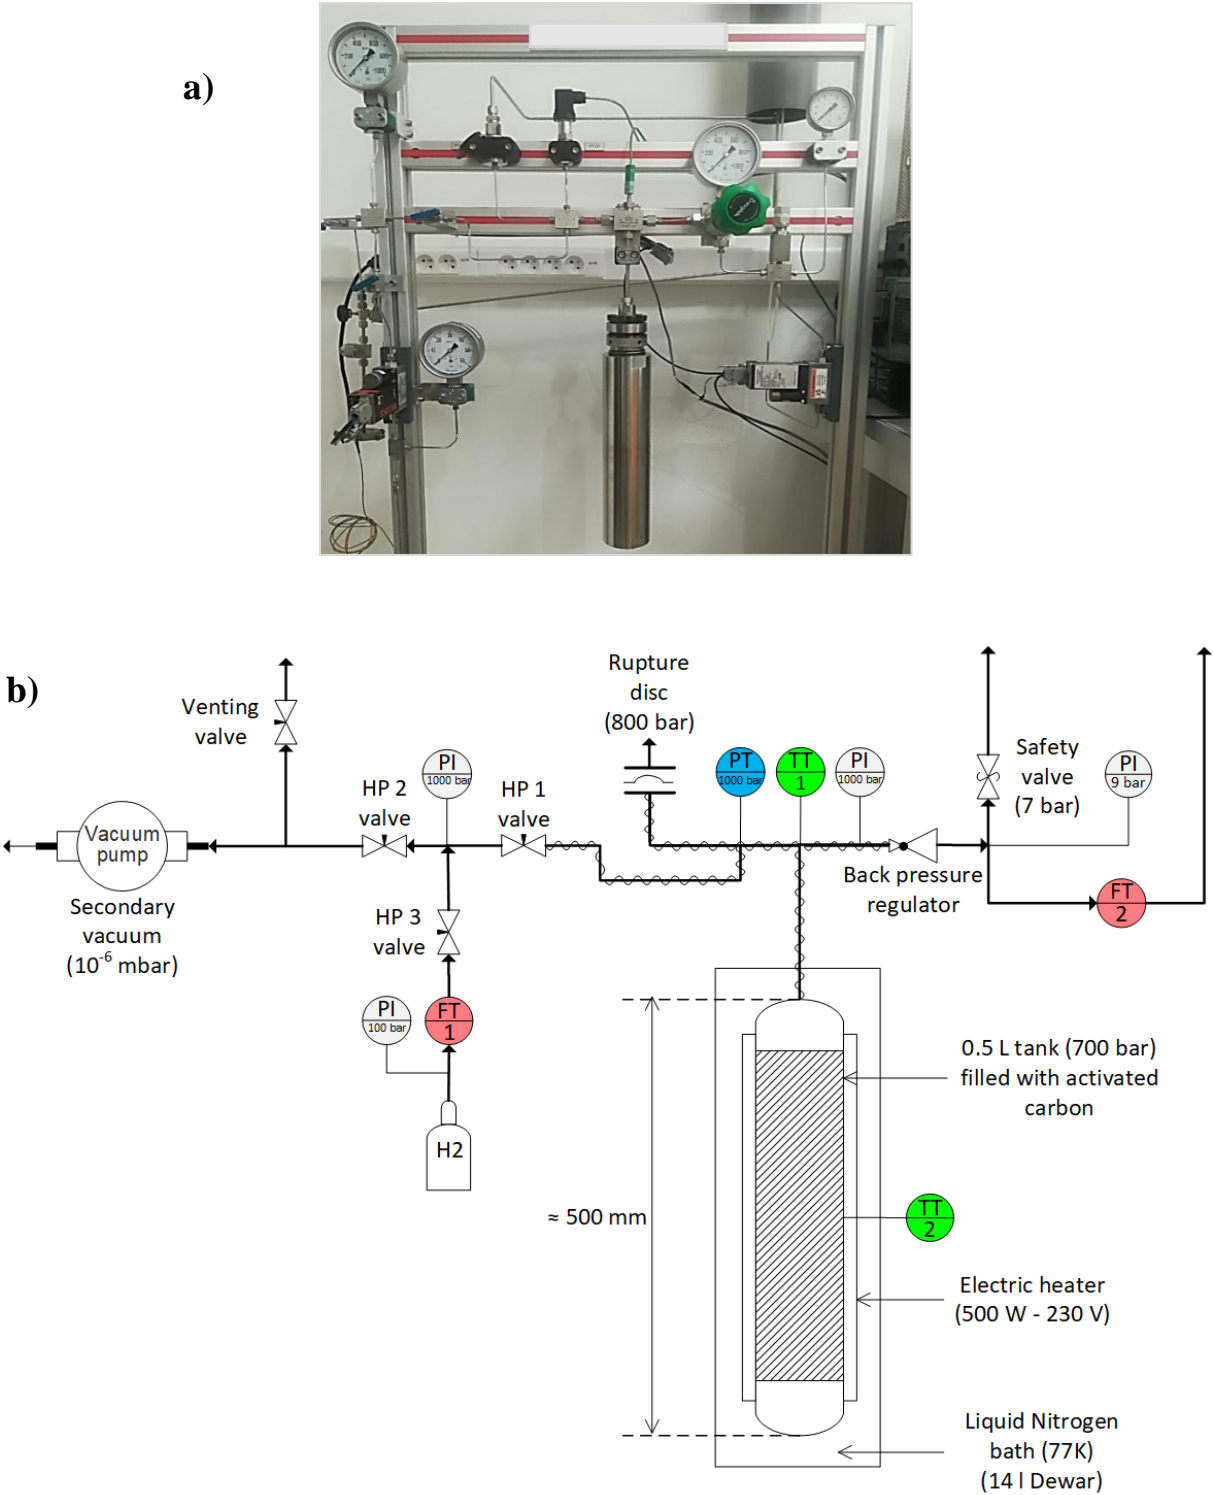 a)
b)
Rupture
disc
(800 bar)
Venting
valve
PI
1000 bar
HP 2
valve
HP 1
valve
PT
1000 bar
TT
1
PI
1000 bar
Safety
valve
(7 bar)
PI
9 bar
Vacuum
pump
Secondary
vacuum
(10⁻⁶ mbar)
HP 3
valve
Back pressure
regulator
FT
2
PI
100 bar
FT
1
H2
0.5 L tank (700 bar)
filled with activated
carbon
≈ 500 mm
TT
2
Electric heater
(500 W - 230 V)
Liquid Nitrogen
bath (77K)
(14 l Dewar)